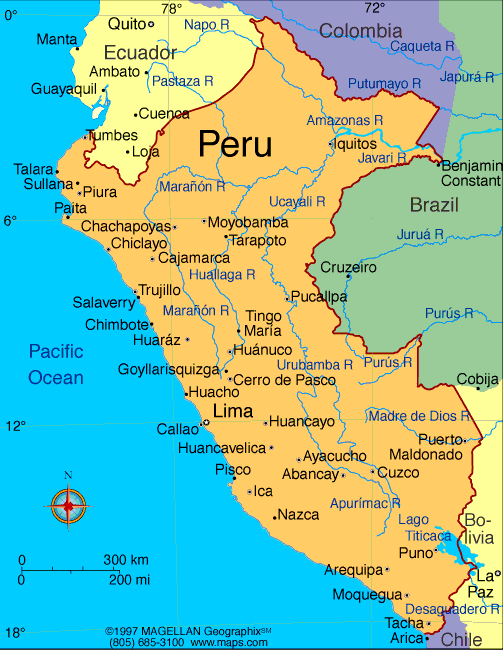 0°
78°
72°
Quito
Napo R
Colombia
Manta
Ecuador
Caqueta R
Ambato
Pastaza R
Putumayo R
Japurá R
Guayaquil
Cuenca
Amazonas R
Tumbes
Loja
Peru
Iquitos
Javari R
Benjamin
Constant
Talara
Sullana
Piura
Marañón R
Ucayali R
Brazil
Paita
6°
Chachapoyas
Moyobamba
Juruá R
Chiclayo
Tarapoto
Cajamarca
Huallaga R
Cruzeiro
Trujillo
Salaverry
Pucallpa
Marañón R
Tingo
María
Purús R
Chimbote
Huaráz
Huánuco
Pacific
Ocean
Goyllarisquizga
Urubamba R
Purús R
Cerro de Pasco
Cobija
Huacho
Lima
Madre de Dios R
12°
Callao
Huancayo
Puerto
Maldonado
Huancavelica
Ayacucho
Pisco
Abancay
Cuzco
N
Ica
Apurímac R
Nazca
Lago
Titicaca
Bo-
livia
Puno
0 300 km
0 200 mi
Arequipa
La
Paz
Moquegua
Desaguadero R
Tacha
18°
©1997 MAGELLAN Geographix℠
(805) 685-3100 www.maps.com
Arica
Chile